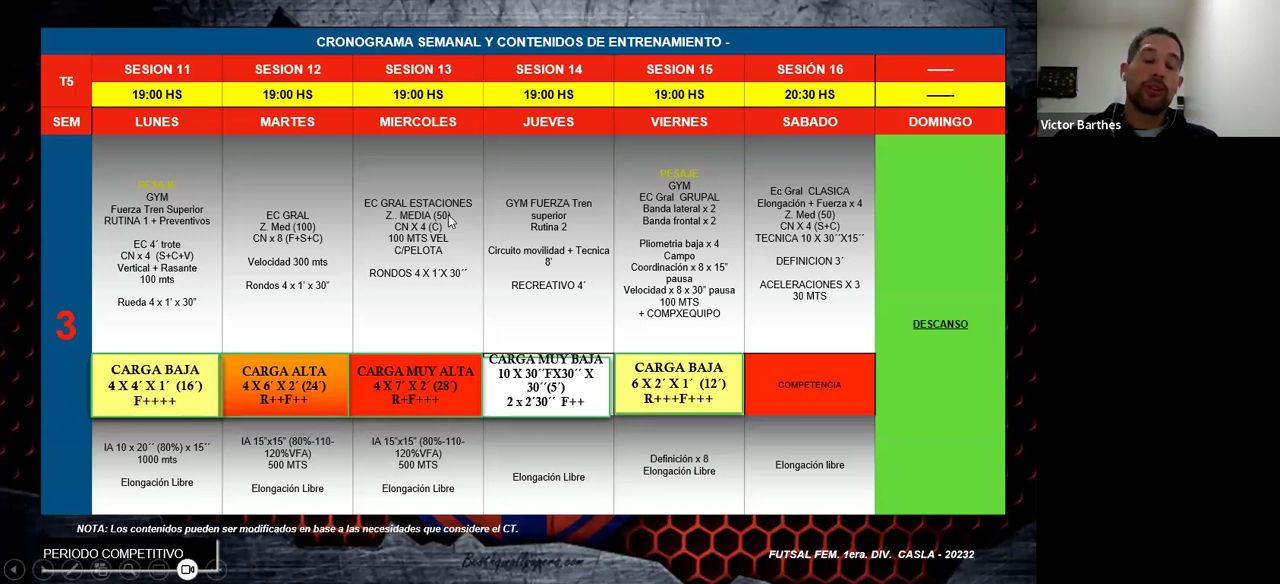 CRONOGRAMA SEMANAL Y CONTENIDOS DE ENTRENAMIENTO -
T5
SESION 11
SESION 12
SESION 13
SESION 14
SESION 15
SESIÓN 16
19:00 HS
19:00 HS
19:00 HS
19:00 HS
19:00 HS
20:30 HS
SEM
LUNES
MARTES
MIERCOLES
JUEVES
VIERNES
SABADO
DOMINGO
3
PESAJE
GYM
Fuerza Tren Superior
RUTINA 1 + Preventivos
EC 4´ trote
CN x 4 (S+C+V)
Vertical + Rasante
100 mts
Rueda 4 x 1' x 30"
EC GRAL
Z. Med (100)
CN x 8 (F+S+C)
Velocidad 300 mts
Rondos 4 x 1' x 30"
EC GRAL ESTACIONES
Z.. MEDIA (50)
CN X 4 (C)
100 MTS VEL
C/PELOTA
RONDOS 4 X 1´X 30´´
GYM FUERZA Tren
superior
Rutina 2
Circuito movilidad + Tecnica
8'
RECREATIVO 4´
PESAJE
GYM
EC Gral GRUPAL
Banda lateral x 2
Banda frontal x 2
Pliometria baja x 4
Campo
Coordinación x 8 x 15"
pausa
Velocidad x 8 x 30" pausa
100 MTS
+ COMPXEQUIPO
Ec Gral CLASICA
Elongación + Fuerza x 4
Z. Med (50)
CN X 4 (S+C)
TECNICA 10 X 30´´X15´´
DEFINICION 3´
ACELERACIONES X 3
30 MTS
DESCANSO
CARGA BAJA
4 X 4´ X 1´ (16´)
F++++
CARGA ALTA
4 X 6´ X 2´ (24´)
R++F++
CARGA MUY ALTA
4 X 7´ X 2´ (28´)
R+F+++
CARGA MUY BAJA
10 X 30´´FX30´´ X
30´´(5´)
2 x 2´30´´ F++
CARGA BAJA
6 X 2´ X 1´ (12´)
R+++F+++
COMPETENCIA
IA 10 x 20´´ (80%) x 15´´
1000 mts
Elongación Libre
IA 15"x15" (80%-110-
120%VFA)
500 MTS
Elongación Libre
IA 15"x15" (80%-110-
120%VFA)
500 MTS
Elongación Libre
Elongación Libre
Definición x 8
Elongación Libre
Elongación libre
NOTA: Los contenidos pueden ser modificados en base a las necesidades que considere el CT.
PERIODO COMPETITIVO
FUTSAL FEM. 1era. DIV. CASLA - 20232
Victor Barthes